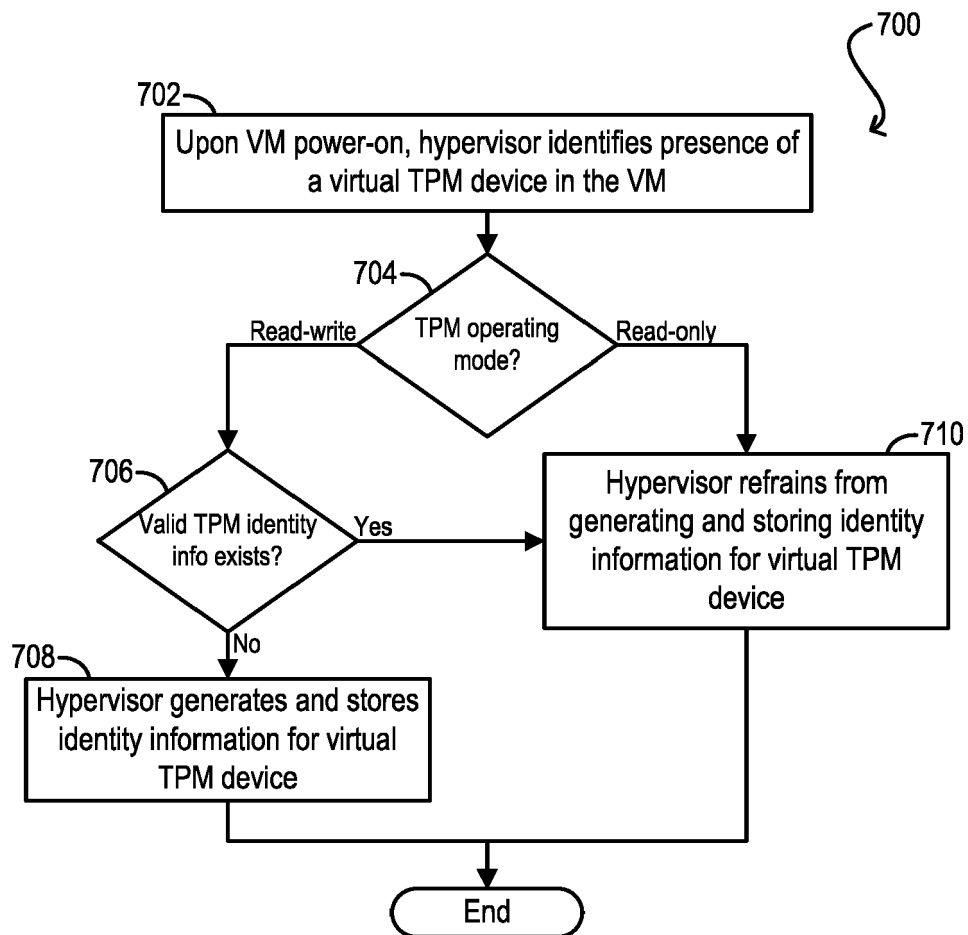 700
702
Upon VM power-on, hypervisor identifies presence of
a virtual TPM device in the VM
704
TPM operating
mode?
Read-write
Read-only
706
Valid TPM identity
info exists?
Yes
No
710
Hypervisor refrains from
generating and storing identity
information for virtual TPM
device
708
Hypervisor generates and stores
identity information for virtual
TPM device
End